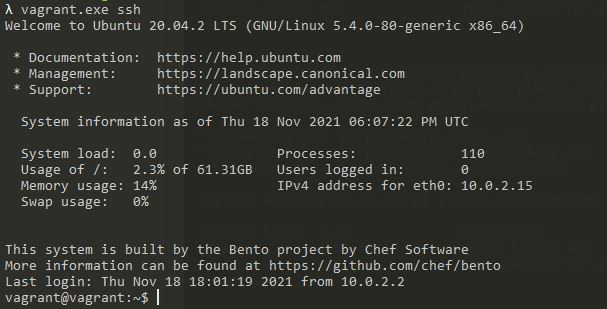 λ vagrant.exe ssh
Welcome to Ubuntu 20.04.2 LTS (GNU/Linux 5.4.0-80-generic x86_64)

 * Documentation:  https://help.ubuntu.com
 * Management:     https://landscape.canonical.com
 * Support:        https://ubuntu.com/advantage

  System information as of Thu 18 Nov 2021 06:07:22 PM UTC

  System load:  0.0               Processes:             110
  Usage of /:   2.3% of 61.31GB   Users logged in:       0
  Memory usage: 14%               IPv4 address for eth0: 10.0.2.15
  Swap usage:   0%

This system is built by the Bento project by Chef Software
More information can be found at https://github.com/chef/bento
Last login: Thu Nov 18 18:01:19 2021 from 10.0.2.2
vagrant@vagrant:~$